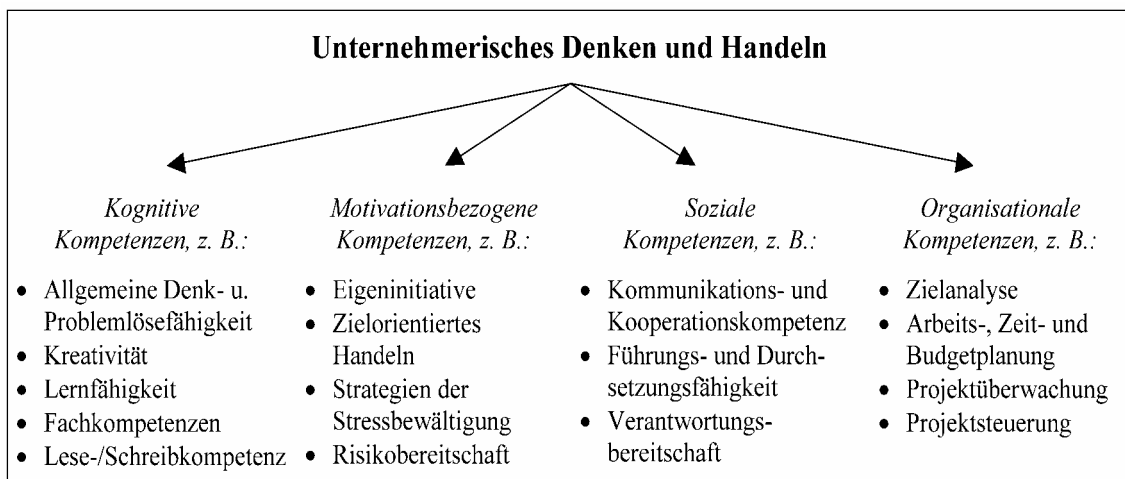 Unternehmerisches Denken und Handeln
Kognitive
Kompetenzen, z. B.:
• Allgemeine Denk- u.
Problemlösefähigkeit
• Kreativität
• Lernfähigkeit
• Fachkompetenzen
• Lese-/Schreibkompetenz
Motivationsbezogene
Kompetenzen, z. B.:
• Eigeninitiative
• Zielorientiertes
Handeln
• Strategien der
Stressbewältigung
• Risikobereitschaft
Soziale
Kompetenzen, z. B.:
• Kommunikations- und
Kooperationskompetenz
• Führungs- und Durch-
setzungsfähigkeit
• Verantwortungs-
bereitschaft
Organisationale
Kompetenzen, z. B.:
• Zielanalyse
• Arbeits-, Zeit- und
Budgetplanung
• Projektüberwachung
• Projektsteuerung